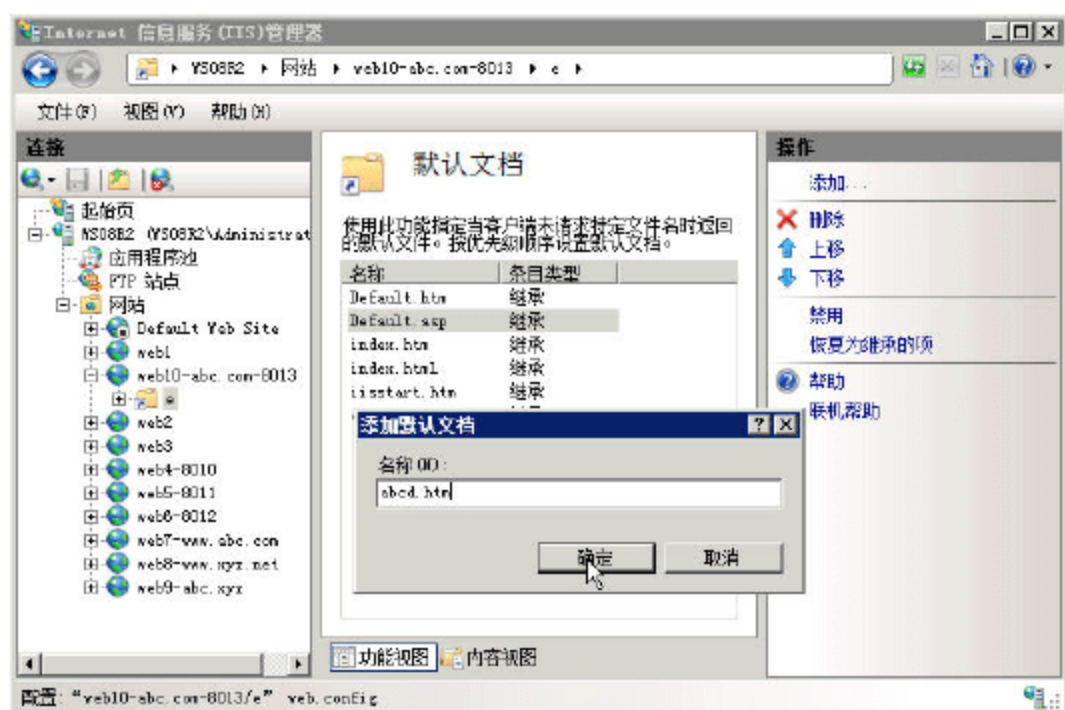 Internet 信息服务(IIS)管理器
YS08R2 网站 web10-abc.com-8013 e
文件(F) 视图(V) 帮助(H)
连接
起始页
YS08R2 (YS08R2\Administrat
应用程序池
FTP 站点
网站
Default Web Site
web1
web10-abc.com-8013
e
web2
web3
web4-8010
web5-8011
web6-8012
web7-www.abc.com
web8-www.xyz.net
web9-abc.xyz
默认文档
使用此功能指定当客户端未请求特定文件名时返回
的默认文件。按优先级顺序设置默认文档。
名称 条目类型
Default.htm 继承
Default.asp 继承
index.htm 继承
index.html 继承
iisstart.htm 继承
添加默认文档
名称(N):
abcd.htm
确定 取消
功能视图 内容视图
操作
添加...
删除
上移
下移
禁用
恢复为继承的项
帮助
联机帮助
配置: “web10-abc.com-8013/e” web.config